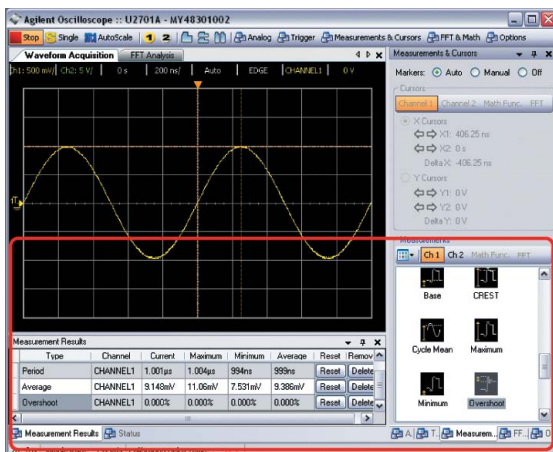 Agilent Oscilloscope :: U2701A - MY48301002
Stop Single AutoScale 1 2 Analog Trigger Measurements & Cursors FFT & Math Options
Waveform Acquisition FFT Analysis
Ch1: 500 mV/ Ch2: 5 V/ 0 s 200 ns/ Auto EDGE CHANNEL1 0 V
Measurements & Cursors
Markers: Auto Manual Off
Cursors
Channel 1 Channel 2 Math Func. FFT
X Cursors
X1: 406.25 ns
X2: 0 s
Delta X: -406.25 ns
Y Cursors
Y1: 0 V
Y2: 0 V
Delta Y: 0 V
Measurements
Ch 1 Ch 2 Math Func. FFT
Base CREST
Cycle Mean Maximum
Minimum Overshoot
Measurement Results
Type Channel Current Maximum Minimum Average Reset Remov
Period CHANNEL1 1.001µs 1.004µs 994ns 999ns Reset Delete
Average CHANNEL1 9.148mV 11.06mV 7.531mV 9.386mV Reset Delete
Overshoot CHANNEL1 0.000% 0.000% 0.000% 0.000% Reset Delete
Measurement Results Status
A.. T.. Measurem... FF.. O